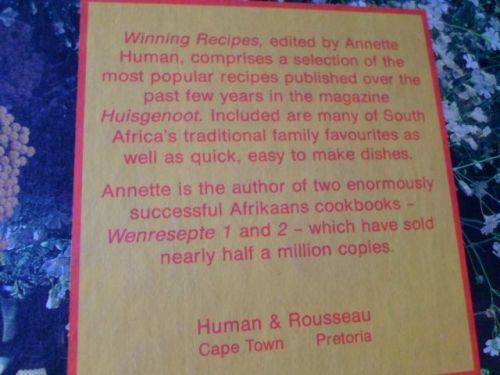 Winning Recipes, edited by Annette
Human, comprises a selection of the
most popular recipes published over the
past few years in the magazine
Huisgenoot. Included are many of South
Africa's traditional family favourites as
well as quick, easy to make dishes.
Annette is the author of two enormously
successful Afrikaans cookbooks –
Wenresepte 1 and 2 – which have sold
nearly half a million copies.
Human & Rousseau
Cape Town Pretoria